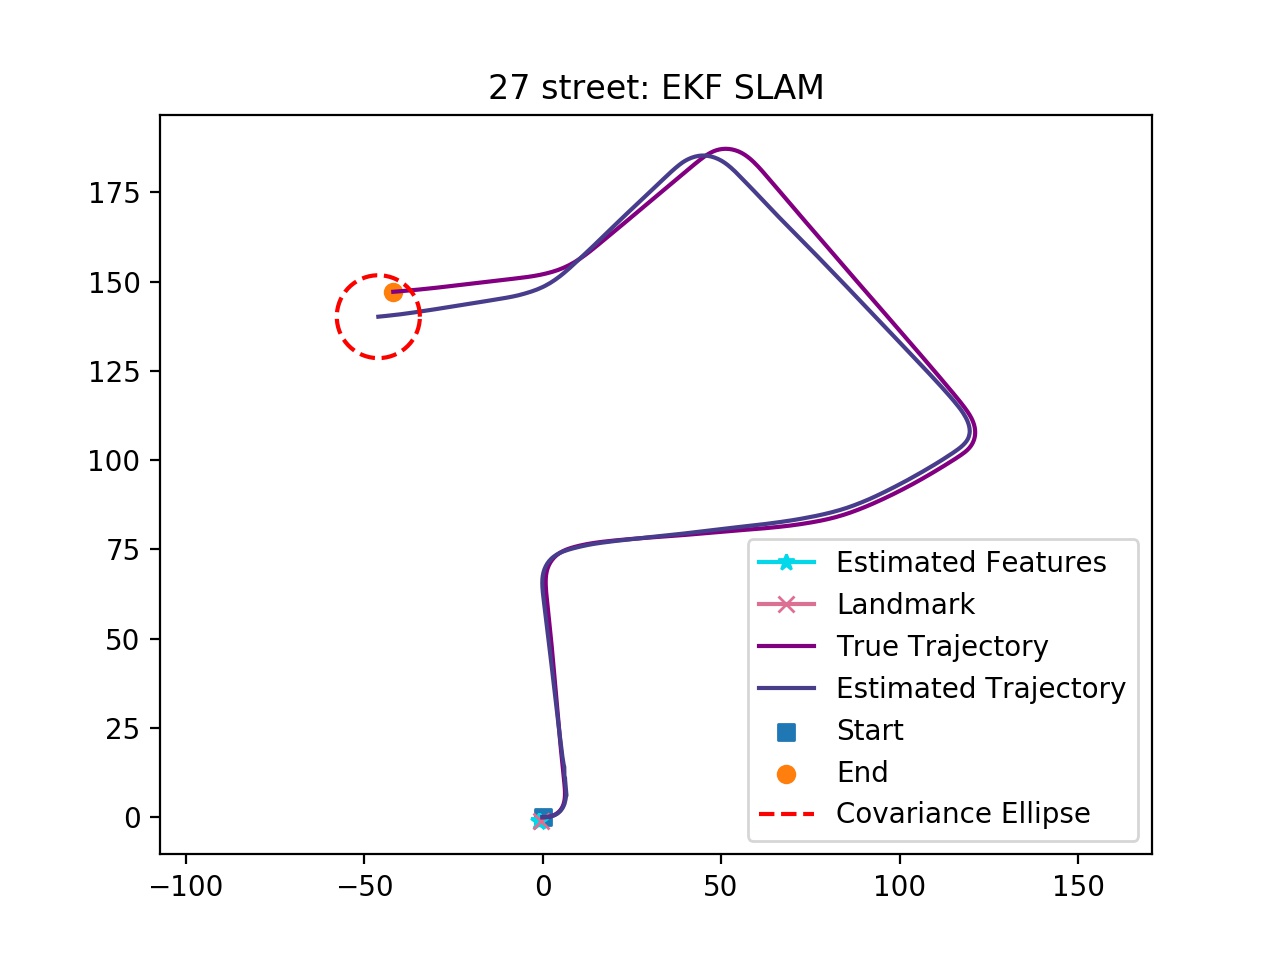 27 street: EKF SLAM
175
150
125
100
75
50
25
0
−100 −50 0 50 100 150
Estimated Features
Landmark
True Trajectory
Estimated Trajectory
Start
End
Covariance Ellipse